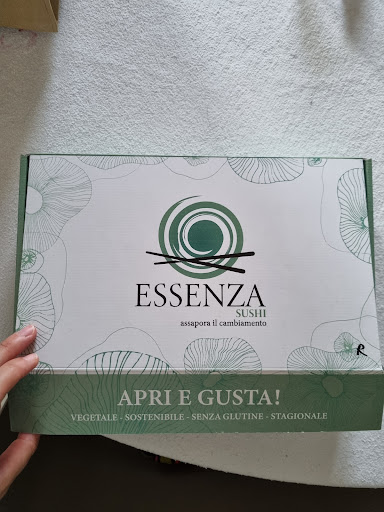 ESSENZA
SUSHI
assapora il cambiamento
R
APRI E GUSTA!
VEGETALE - SOSTENIBILE - SENZA GLUTINE - STAGIONALE